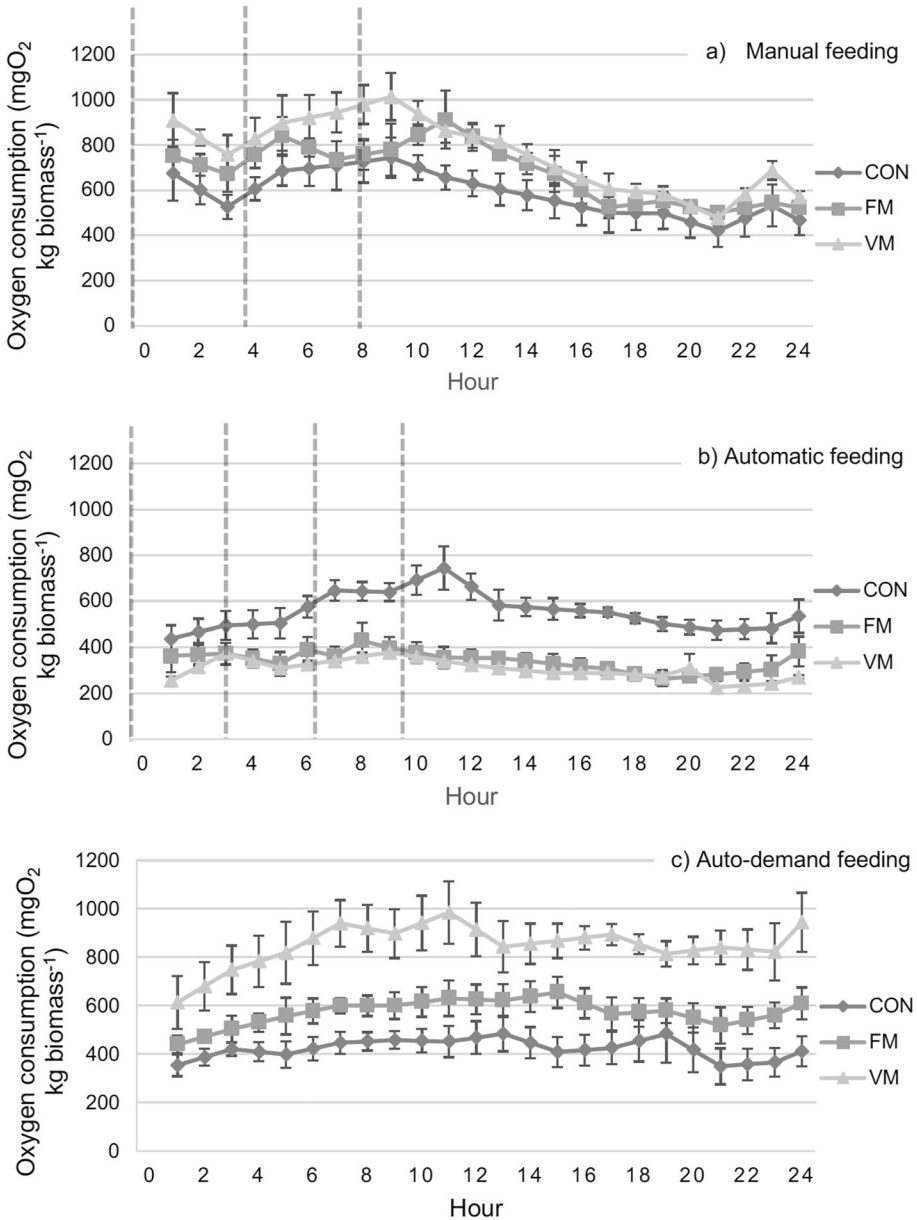 a) Manual feeding
Oxygen consumption (mgO2
kg biomass-1)
1200
1000
800
600
400
200
0
0 2 4 6 8 10 12 14 16 18 20 22 24
Hour
CON
FM
VM
b) Automatic feeding
Oxygen consumption (mgO2
kg biomass-1)
1200
1000
800
600
400
200
0
0 2 4 6 8 10 12 14 16 18 20 22 24
Hour
CON
FM
VM
c) Auto-demand feeding
Oxygen consumption (mgO2
kg biomass-1)
1200
1000
800
600
400
200
0
0 2 4 6 8 10 12 14 16 18 20 22 24
Hour
CON
FM
VM